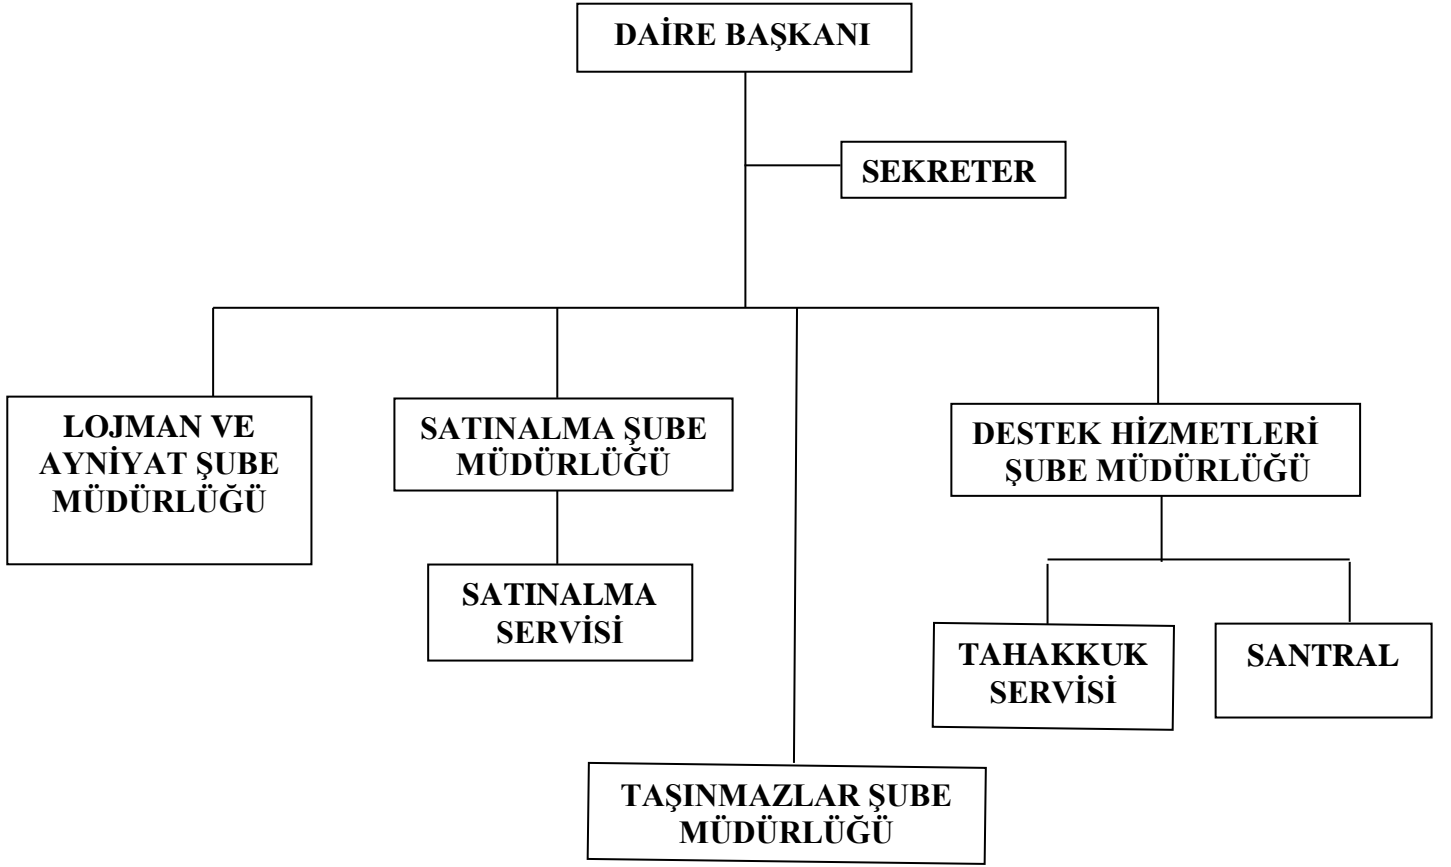 DAİRE BAŞKANI
SEKRETER
LOJMAN VE
AYNİYAT ŞUBE
MÜDÜRLÜĞÜ
SATINALMA ŞUBE
MÜDÜRLÜĞÜ
DESTEK HİZMETLERİ
ŞUBE MÜDÜRLÜĞÜ
SATINALMA
SERVİSİ
TAHAKKUK
SERVİSİ
SANTRAL
TAŞINMAZLAR ŞUBE
MÜDÜRLÜĞÜ